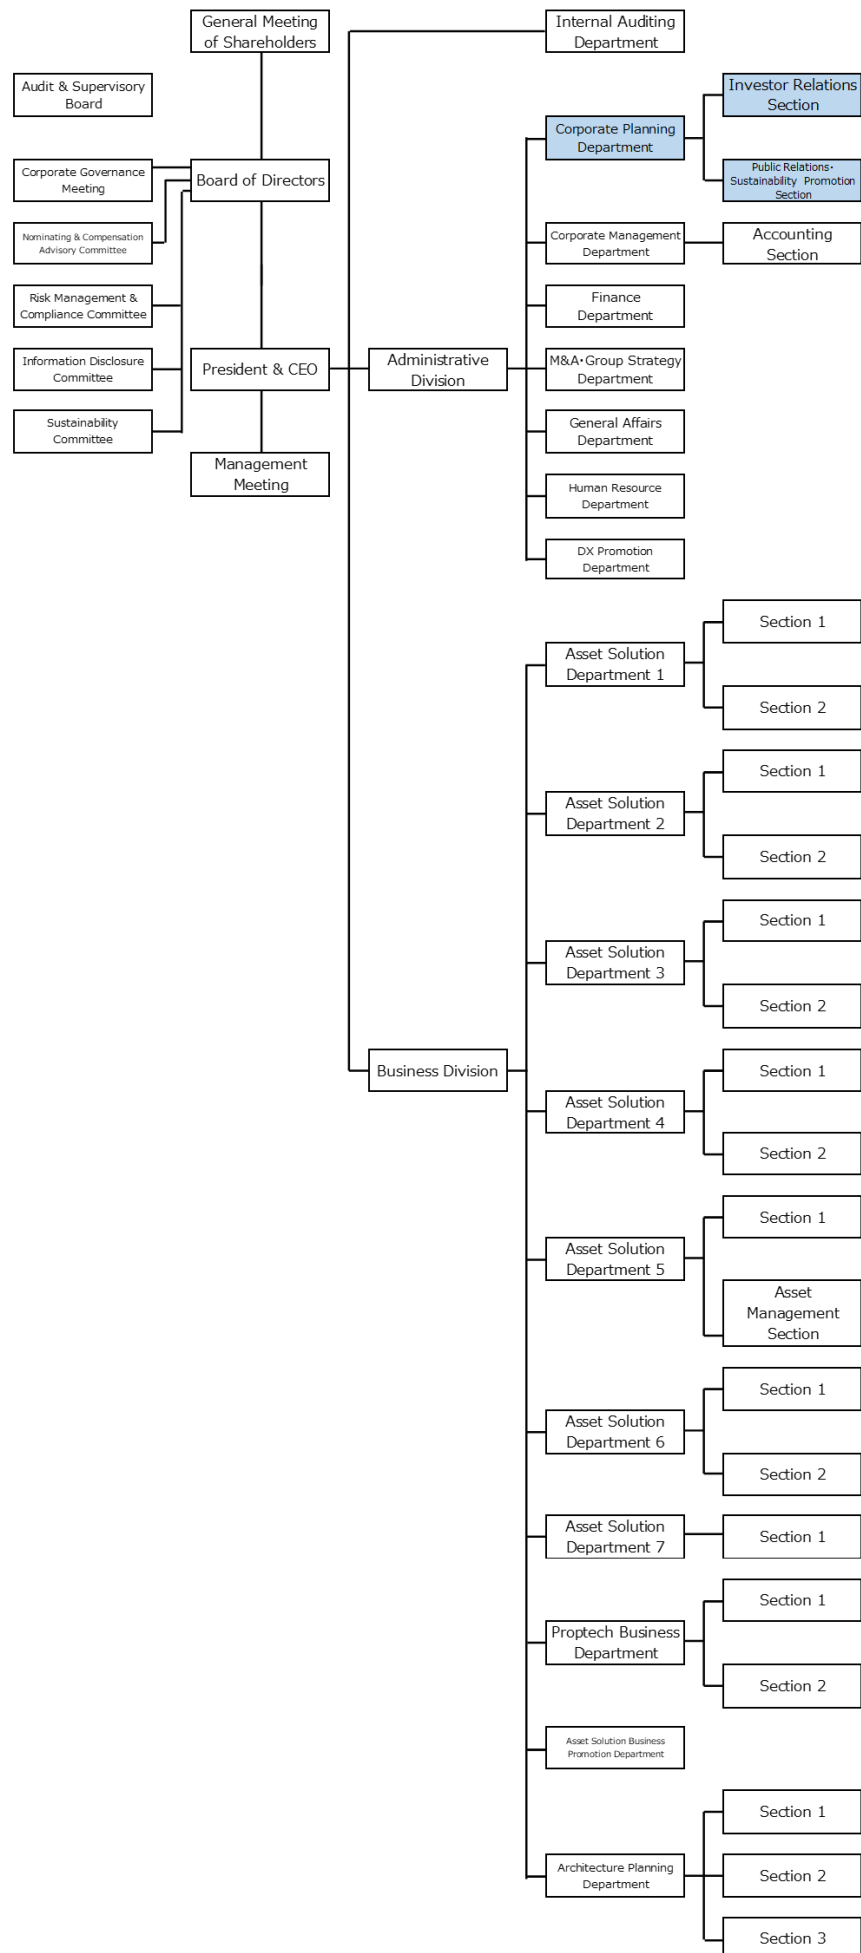 General Meeting
of Shareholders
Internal Auditing
Department
Audit & Supervisory
Board
Investor Relations
Section
Corporate Planning
Department
Corporate Governance
Meeting
Board of Directors
Public Relations・
Sustainability Promotion
Section
Nominating & Compensation
Advisory Committee
Corporate Management
Department
Accounting
Section
Risk Management &
Compliance Committee
Finance
Department
Information Disclosure
Committee
President & CEO
Administrative
Division
M&A・Group Strategy
Department
Sustainability
Committee
General Affairs
Department
Management
Meeting
Human Resource
Department
DX Promotion
Department
Section 1
Asset Solution
Department 1
Section 2
Section 1
Asset Solution
Department 2
Section 2
Section 1
Asset Solution
Department 3
Section 2
Business Division
Section 1
Asset Solution
Department 4
Section 2
Section 1
Asset Solution
Department 5
Asset
Management
Section
Section 1
Asset Solution
Department 6
Section 2
Asset Solution
Department 7
Section 1
Section 1
Proptech Business
Department
Section 2
Asset Solution Business
Promotion Department
Section 1
Architecture Planning
Department
Section 2
Section 3